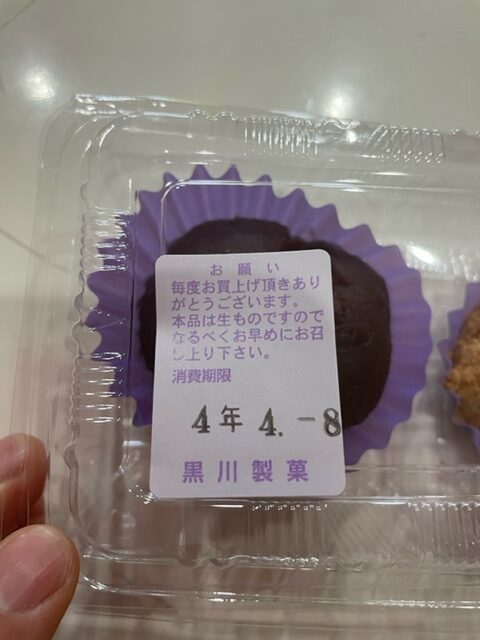 お願い
毎度お買上げ頂きあり
がとうございます。
本品は生ものですので
なるべくお早めにお召
し上り下さい。
消費期限
4年 4.-8
黒川製菓